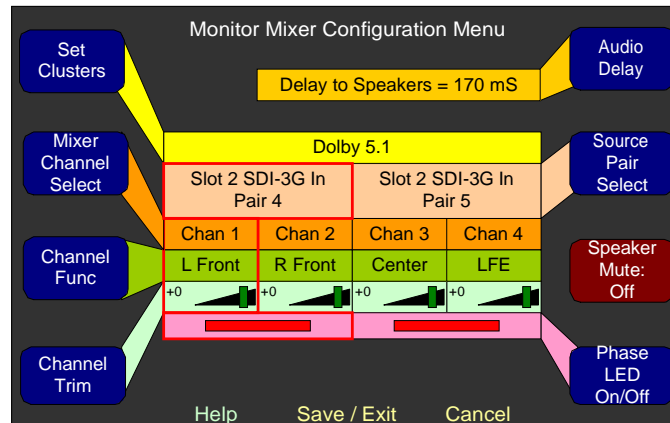 Monitor Mixer Configuration Menu
Set
Clusters
Audio
Delay
Delay to Speakers = 170 mS
Dolby 5.1
Mixer
Channel
Select
Slot 2 SDI-3G In
Pair 4
Slot 2 SDI-3G In
Pair 5
Source
Pair
Select
Chan 1
Chan 2
Chan 3
Chan 4
Channel
Func
L Front
R Front
Center
LFE
Speaker
Mute:
Off
+0
+0
+0
+0
Channel
Trim
Phase
LED
On/Off
Help
Save / Exit
Cancel